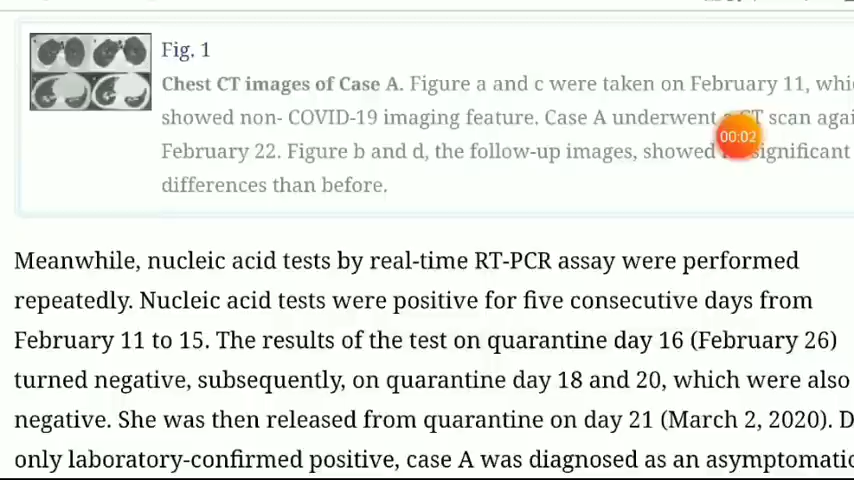 Fig. 1
Chest CT images of Case A. Figure a and c were taken on February 11,
showed non- COVID-19 imaging feature. Case A underwent CT scan
February 22. Figure b and d, the follow-up images, showed significant
differences than before.
00:02
Meanwhile, nucleic acid tests by real-time RT-PCR assay were performed
repeatedly. Nucleic acid tests were positive for five consecutive days from
February 11 to 15. The results of the test on quarantine day 16 (February 26)
turned negative, subsequently, on quarantine day 18 and 20, which were also
negative. She was then released from quarantine on day 21 (March 2, 2020).
only laboratory-confirmed positive, case A was diagnosed as an